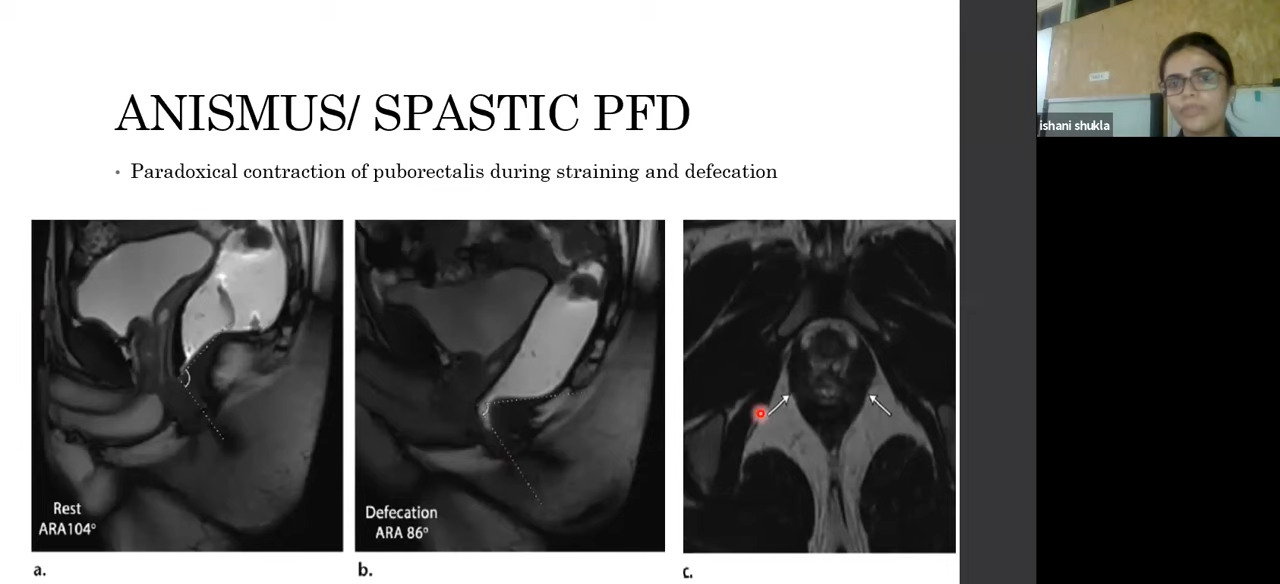 ANISMUS/ SPASTIC PFD
• Paradoxical contraction of puborectalis during straining and defecation
Rest
ARA104°
Defecation
ARA 86°
a.
b.
c.
ishani shukla